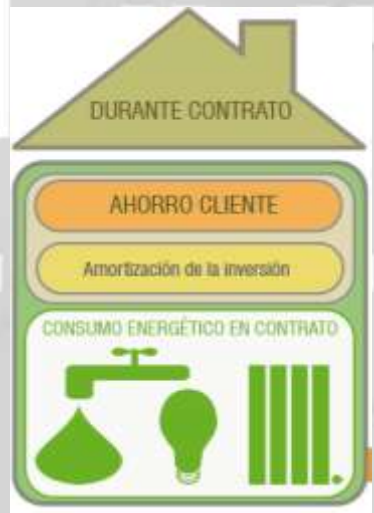 DURANTE CONTRATO
AHORRO CLIENTE
Amortización de la inversión
CONSUMO ENERGÉTICO EN CONTRATO